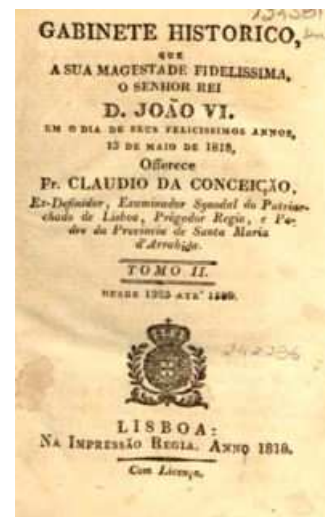 GABINETE HISTORICO,
QUE
A SUA MAGESTADE FIDELISSIMA,
O SENHOR REI
D. JOÃO VI.
EM O DIA DE SEUS FELICISSIMOS ANNOS,
13 DE MAIO DE 1818,
Offerece
Fr. CLAUDIO DA CONCEIÇÃO,
Ex-Definidor, Examinador Synodal do Patriar-
chado de Lisboa, Prégador Regio, e Pa-
dre da Provincia de Santa Maria
d'Arrabida.
TOMO II.
DESDE ATE'
LISBOA:
NA IMPRESSÃO REGIA. ANNO 1818.
Com Licença.